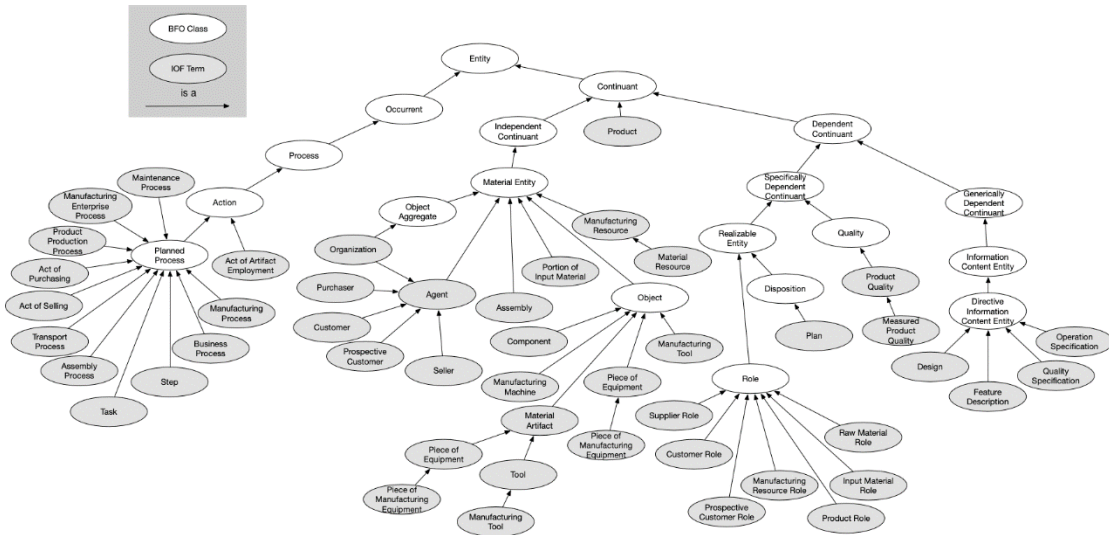 BFO Class
IOF Term
is a
Entity
Continuant
Occurrent
Independent
Continuant
Product
Dependent
Continuant
Process
Maintenance
Process
Manufacturing
Enterprise
Process
Action
Material Entity
Specifically
Dependent
Continuant
Generically
Dependent
Continuant
Object
Aggregate
Manufacturing
Resource
Product
Production
Process
Planned
Process
Act of Artifact
Employment
Organization
Portion of
Input Material
Material
Resource
Realizable
Entity
Quality
Information
Content Entity
Act of
Purchasing
Purchaser
Agent
Assembly
Object
Disposition
Product
Quality
Act of Selling
Manufacturing
Process
Customer
Directive
Information
Content Entity
Transport
Process
Business
Process
Prospective
Customer
Seller
Component
Manufacturing
Tool
Plan
Measured
Product
Quality
Operation
Specification
Assembly
Process
Step
Manufacturing
Machine
Piece of
Equipment
Role
Design
Feature
Description
Quality
Specification
Task
Material
Artifact
Supplier Role
Raw Material
Role
Piece of
Equipment
Piece of
Manufacturing
Equipment
Customer Role
Tool
Manufacturing
Resource Role
Input Material
Role
Piece of
Manufacturing
Equipment
Manufacturing
Tool
Prospective
Customer Role
Product Role